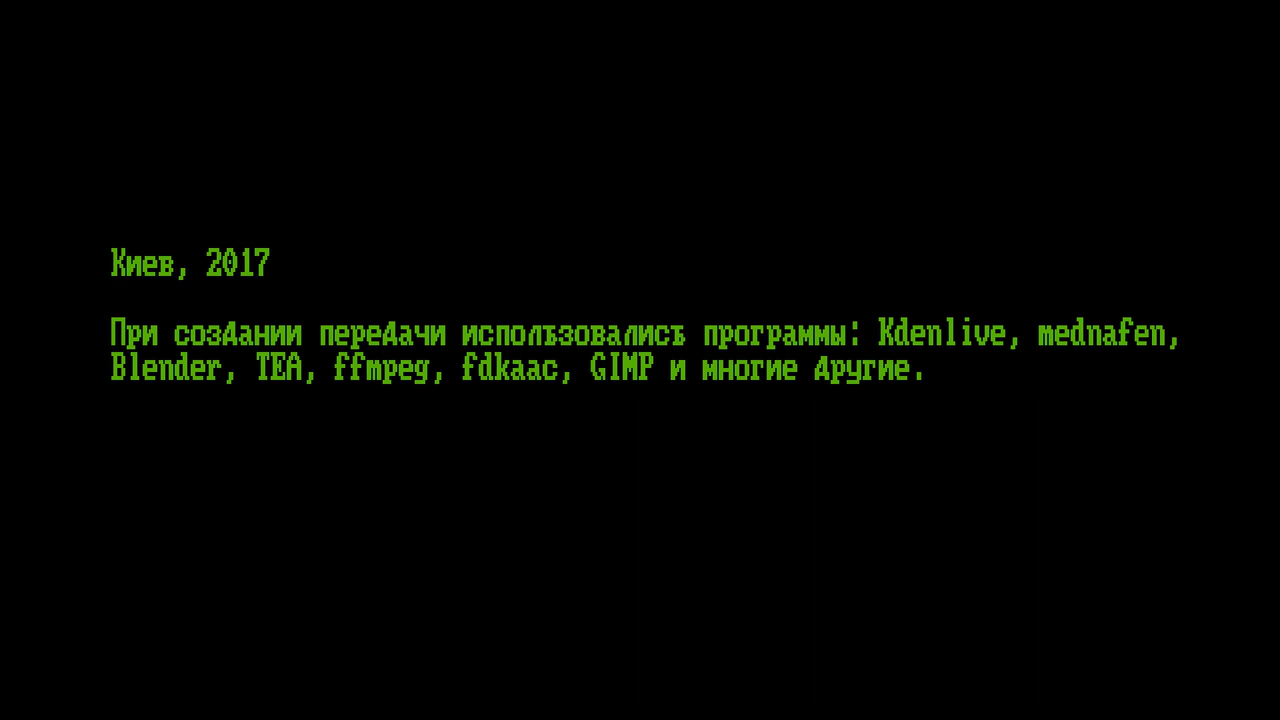 Киев, 2017
При создании передачи использовались программы: Kdenlive, mednafen,
Blender, TEA, ffmpeg, fdkaac, GIMP и многие другие.